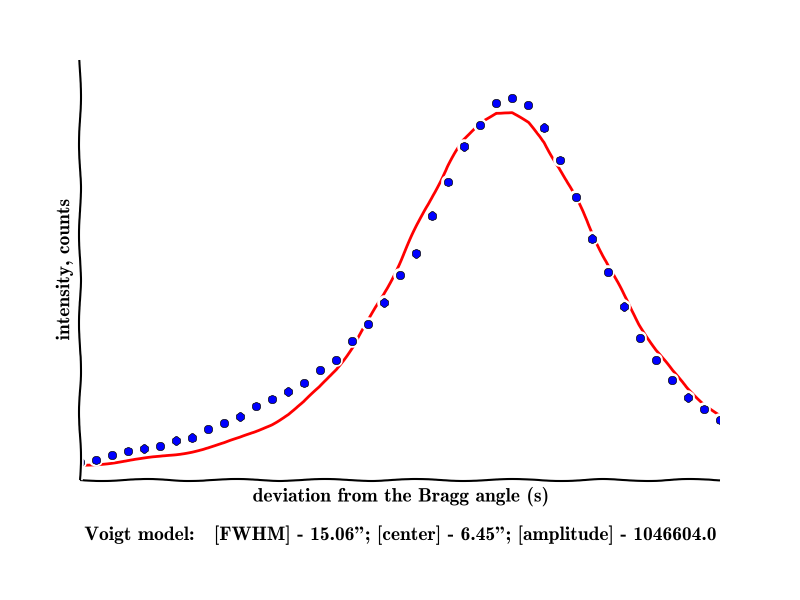 intensity, counts
deviation from the Bragg angle (s)
Voigt model: [FWHM] - 15.06”; [center] - 6.45”; [amplitude] - 1046604.0